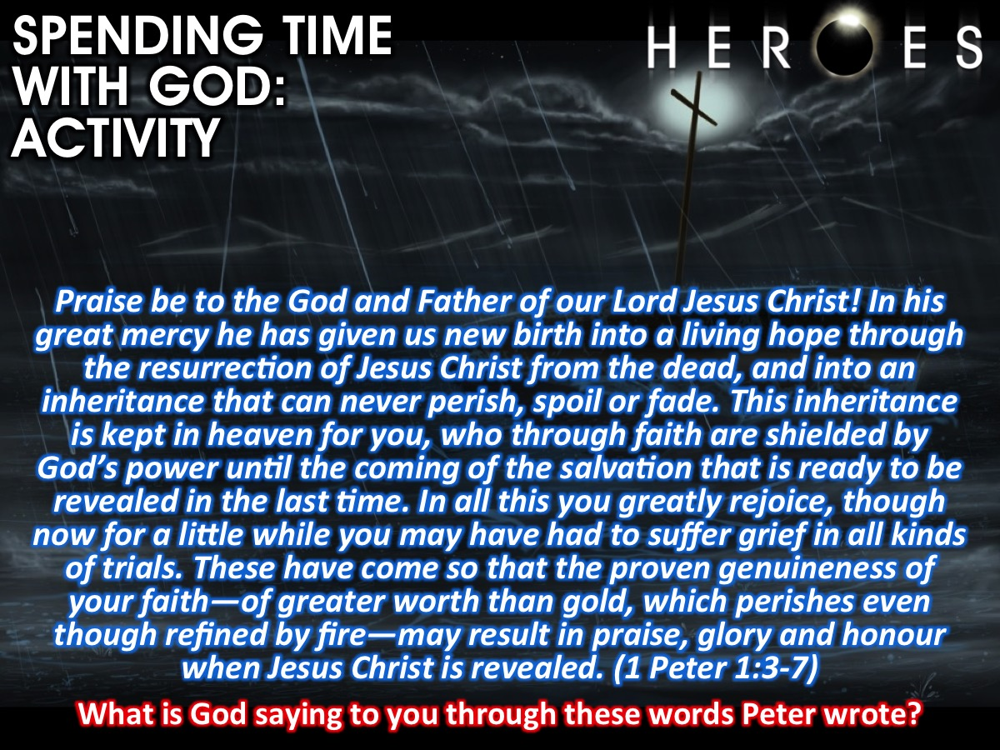 SPENDING TIME
WITH GOD:
ACTIVITY
HEROES
Praise be to the God and Father of our Lord Jesus Christ! In his
great mercy he has given us new birth into a living hope through
the resurrection of Jesus Christ from the dead, and into an
inheritance that can never perish, spoil or fade. This inheritance
is kept in heaven for you, who through faith are shielded by
God’s power until the coming of the salvation that is ready to be
revealed in the last time. In all this you greatly rejoice, though
now for a little while you may have had to suffer grief in all kinds
of trials. These have come so that the proven genuineness of
your faith—of greater worth than gold, which perishes even
though refined by fire—may result in praise, glory and honour
when Jesus Christ is revealed. (1 Peter 1:3-7)
What is God saying to you through these words Peter wrote?